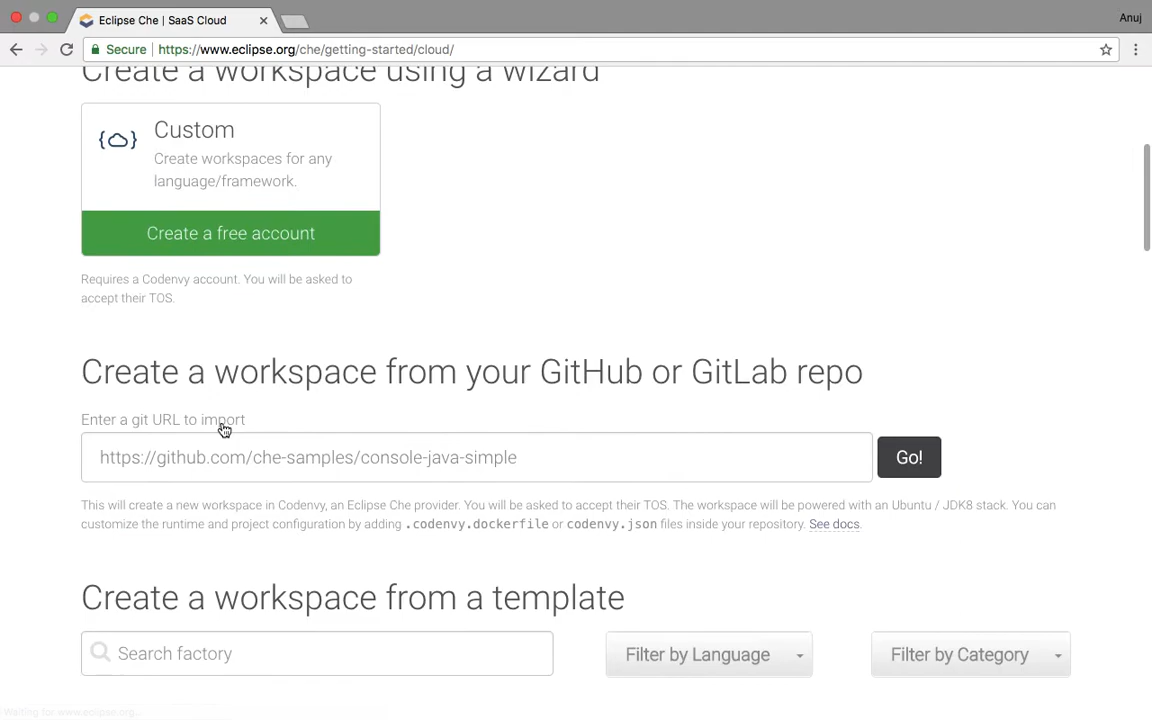 Eclipse Che | SaaS Cloud
Anuj
Secure https://www.eclipse.org/che/getting-started/cloud/
Create a workspace using a wizard
Custom
Create workspaces for any
language/framework.
Create a free account
Requires a Codenvy account. You will be asked to
accept their TOS.
Create a workspace from your GitHub or GitLab repo
Enter a git URL to import
https://github.com/che-samples/console-java-simple
Go!
This will create a new workspace in Codenvy, an Eclipse Che provider. You will be asked to accept their TOS. The workspace will be powered with an Ubuntu / JDK8 stack. You can
customize the runtime and project configuration by adding .codenvy.dockerfile or codenvy.json files inside your repository. See docs.
Create a workspace from a template
Search factory
Filter by Language
Filter by Category
Waiting for www.eclipse.org...